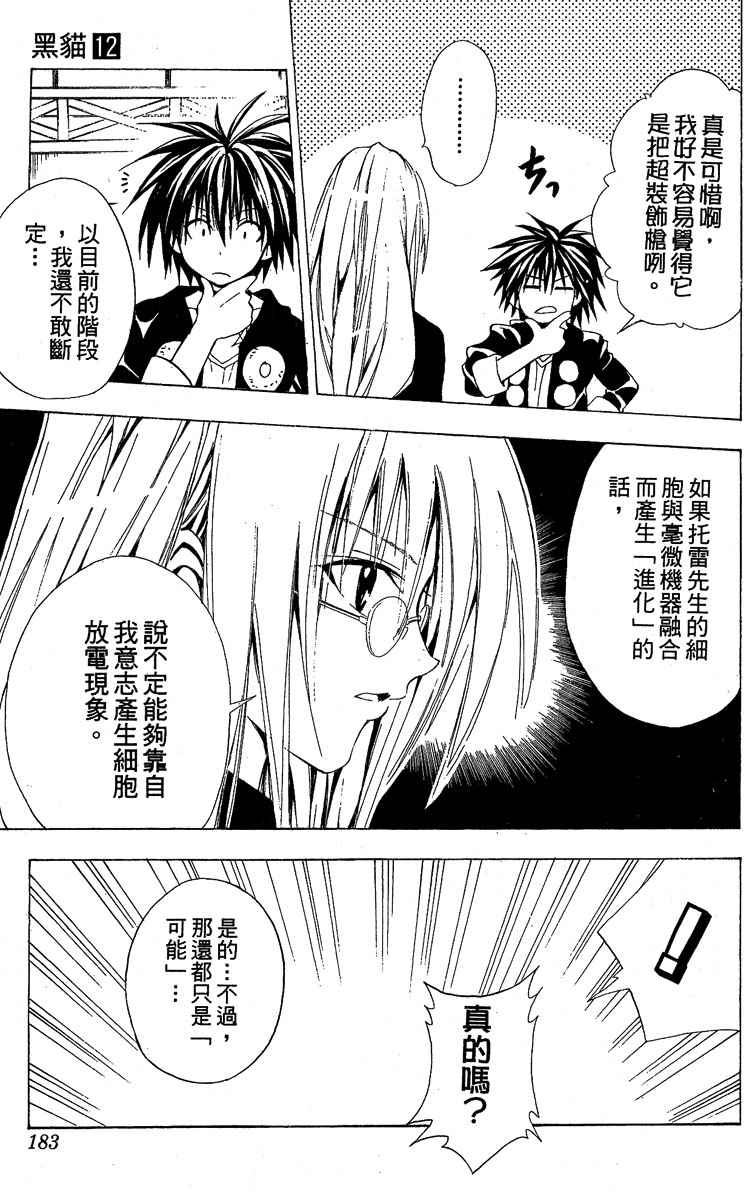 黑貓12
真是可惜啊，
我好不容易覺得它
是把超裝飾槍咧。
………
ちっ
以目前的階段
，我還不敢斷
定…
如果托雷先生的細
胞與毫微機器融合
而產生「進化」的
話，
說不定能夠靠自
我意志產生細胞
放電現象。
！
真的嗎？
是的…不過，
那還都只是「
可能」…
183